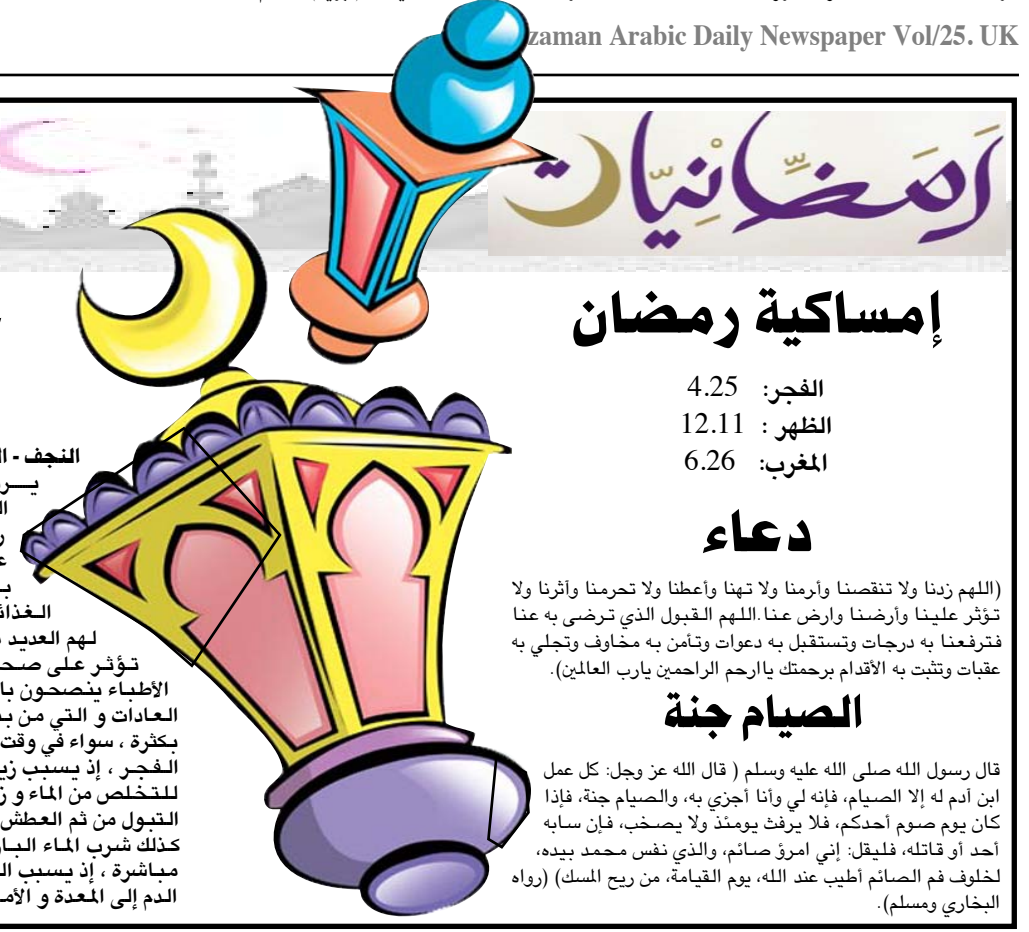 zaman Arabic Daily Newspaper Vol/25. UK
رمضانيات
إمساكية رمضان
الفجر: 4.25
الظهر : 12.11
المغرب: 6.26
دعاء
(اللهم زدنا ولا تنقصنا وأرمنا ولا تهنا وأعطنا ولا تحرمنا وآثرنا ولا
تؤثر علينا وأرضنا وارض عنا.اللهم القبول الذي ترضى به عنا
فترفعنا به درجات وتستقبل به دعوات وتأمن به مخاوف وتجلي به
عقبات وتثبت به الأقدام برحمتك ياارحم الراحمين يارب العالمين).
الصيام جنة
قال رسول الله صلى الله عليه وسلم ( قال الله عز وجل: كل عمل
ابن آدم له إلا الصيام، فإنه لي وأنا أجزي به، والصيام جنة، فإذا
كان يوم صوم أحدكم، فلا يرفث يومئذ ولا يصخب، فإن سابه
أحد أو قاتله، فليقل: إني امرؤ صائم، والذي نفس محمد بيده،
لخلوف فم الصائم أطيب عند الله، يوم القيامة، من ريح المسك) (رواه
البخاري ومسلم).
النجف -
الغذائ
لهم العديد
تؤثر على صح
الأطباء ينصحون با
العادات و التي من ب
بكثرة ، سواء في وقت
الفجر ، إذ يسبب زي
للتخلص من الماء و ز
التبول من ثم العطش
كذلك شرب الماء البا
مباشرة ، إذ يسبب ال
الدم إلى المعدة و الأم